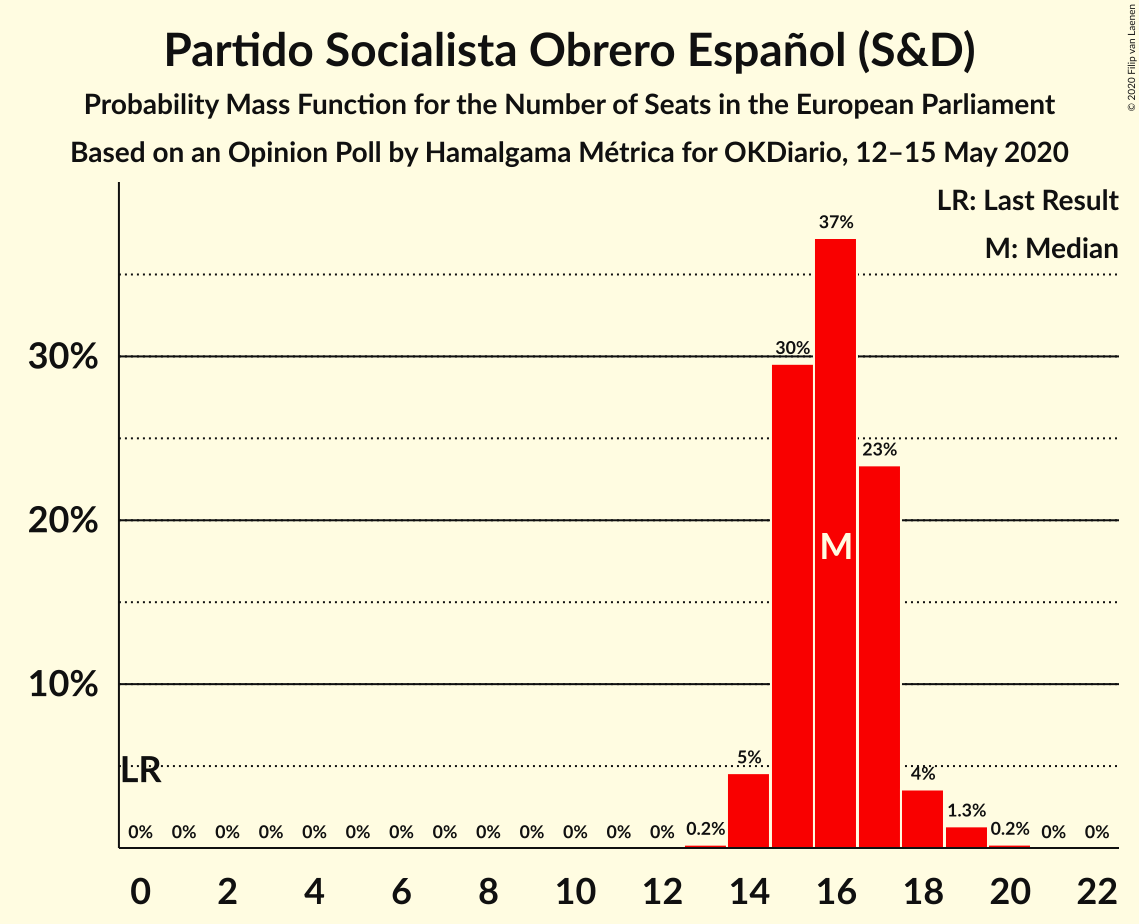 Partido Socialista Obrero Español (S&D)
Probability Mass Function for the Number of Seats in the European Parliament
Based on an Opinion Poll by Hamalgama Métrica for OKDiario, 12–15 May 2020
© 2020 Filip van Laenen
LR: Last Result
M: Median
37%
30%
30%
23%
20%
M
10%
LR
5%
4%
0% 0% 0% 0% 0% 0% 0% 0% 0% 0% 0% 0% 0% 0.2% 1.3% 0.2% 0% 0%
0 2 4 6 8 10 12 14 16 18 20 22